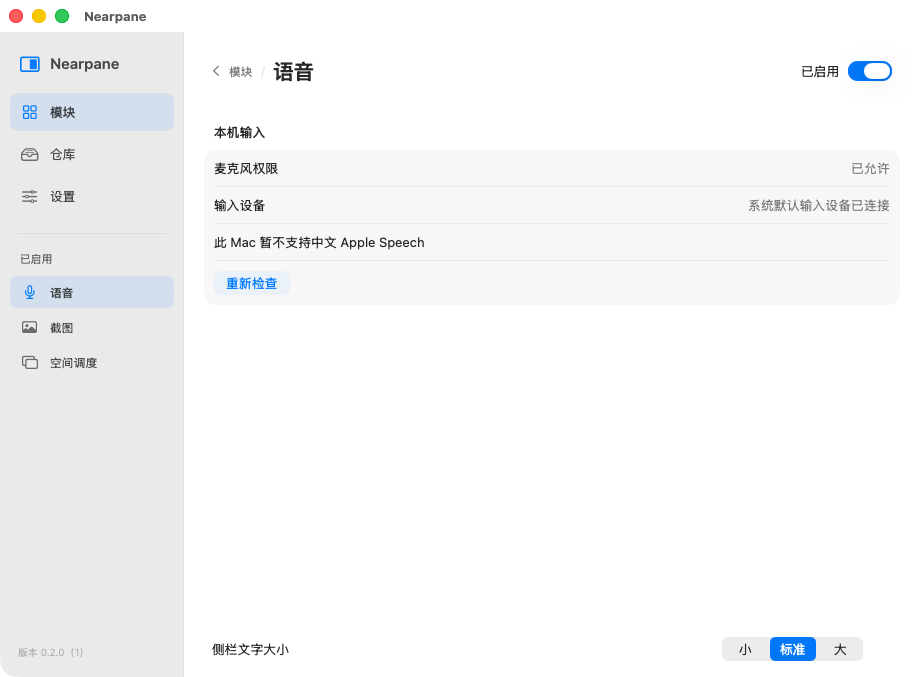 Nearpane
Nearpane
模块
仓库
设置
已启用
语音
截图
空间调度
版本 0.2.0 (1)
模块 / 语音
已启用
本机输入
麦克风权限 已允许
输入设备 系统默认输入设备已连接
此 Mac 暂不支持中文 Apple Speech
重新检查
侧栏文字大小 小 标准 大